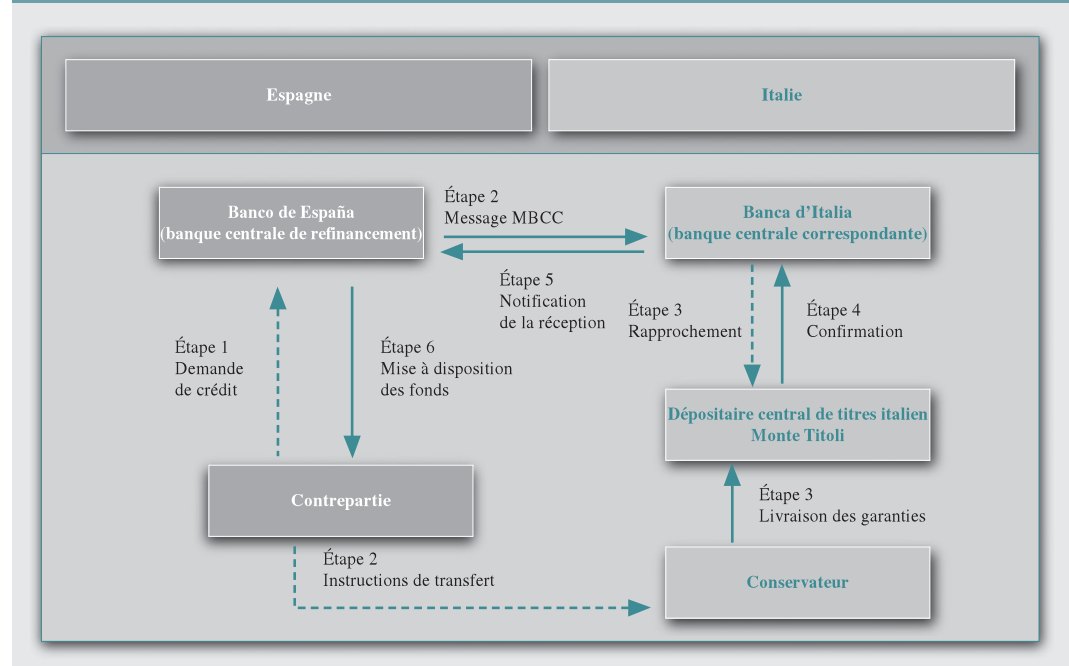 Espagne
Italie
Banco de España
(banque centrale de refinancement)
Étape 2
Message MBCC
Banca d’Italia
(banque centrale correspondante)
Étape 5
Notification
de la réception
Étape 3
Rapprochement
Étape 4
Confirmation
Étape 1
Demande
de crédit
Étape 6
Mise à disposition
des fonds
Dépositaire central de titres italien
Monte Titoli
Contrepartie
Étape 3
Livraison des garanties
Étape 2
Instructions de transfert
Conservateur